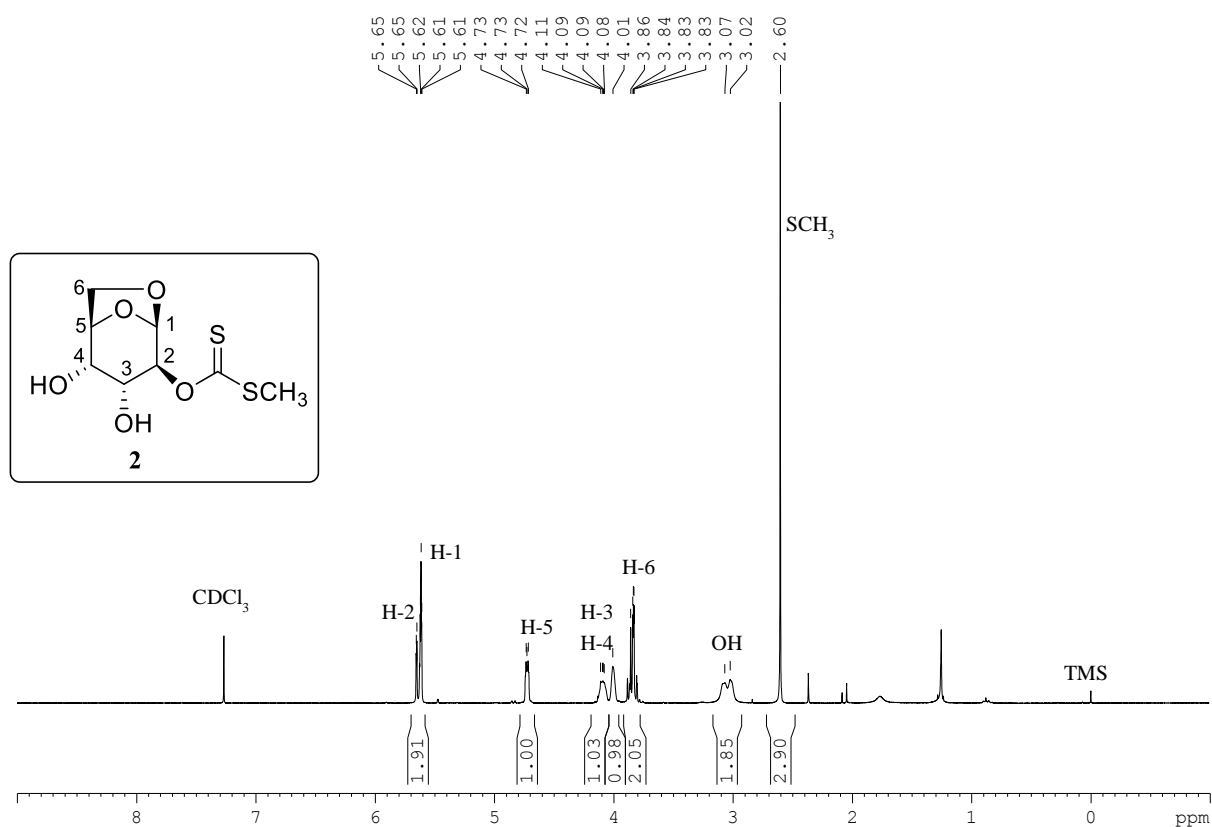 5.65
5.65
5.62
5.61
5.61
4.73
4.73
4.72
4.11
4.09
4.09
4.08
4.01
3.86
3.84
3.83
3.83
3.07
3.02
2.60
SCH3
6
O
O
5
1
S
4
3
2
HO
O
SCH3
OH
2
H-1
H-6
CDCl3
H-2
H-3
H-5
H-4
OH
TMS
1.91
1.00
1.03
0.98
2.05
1.85
2.90
8 7 6 5 4 3 2 1 0 ppm